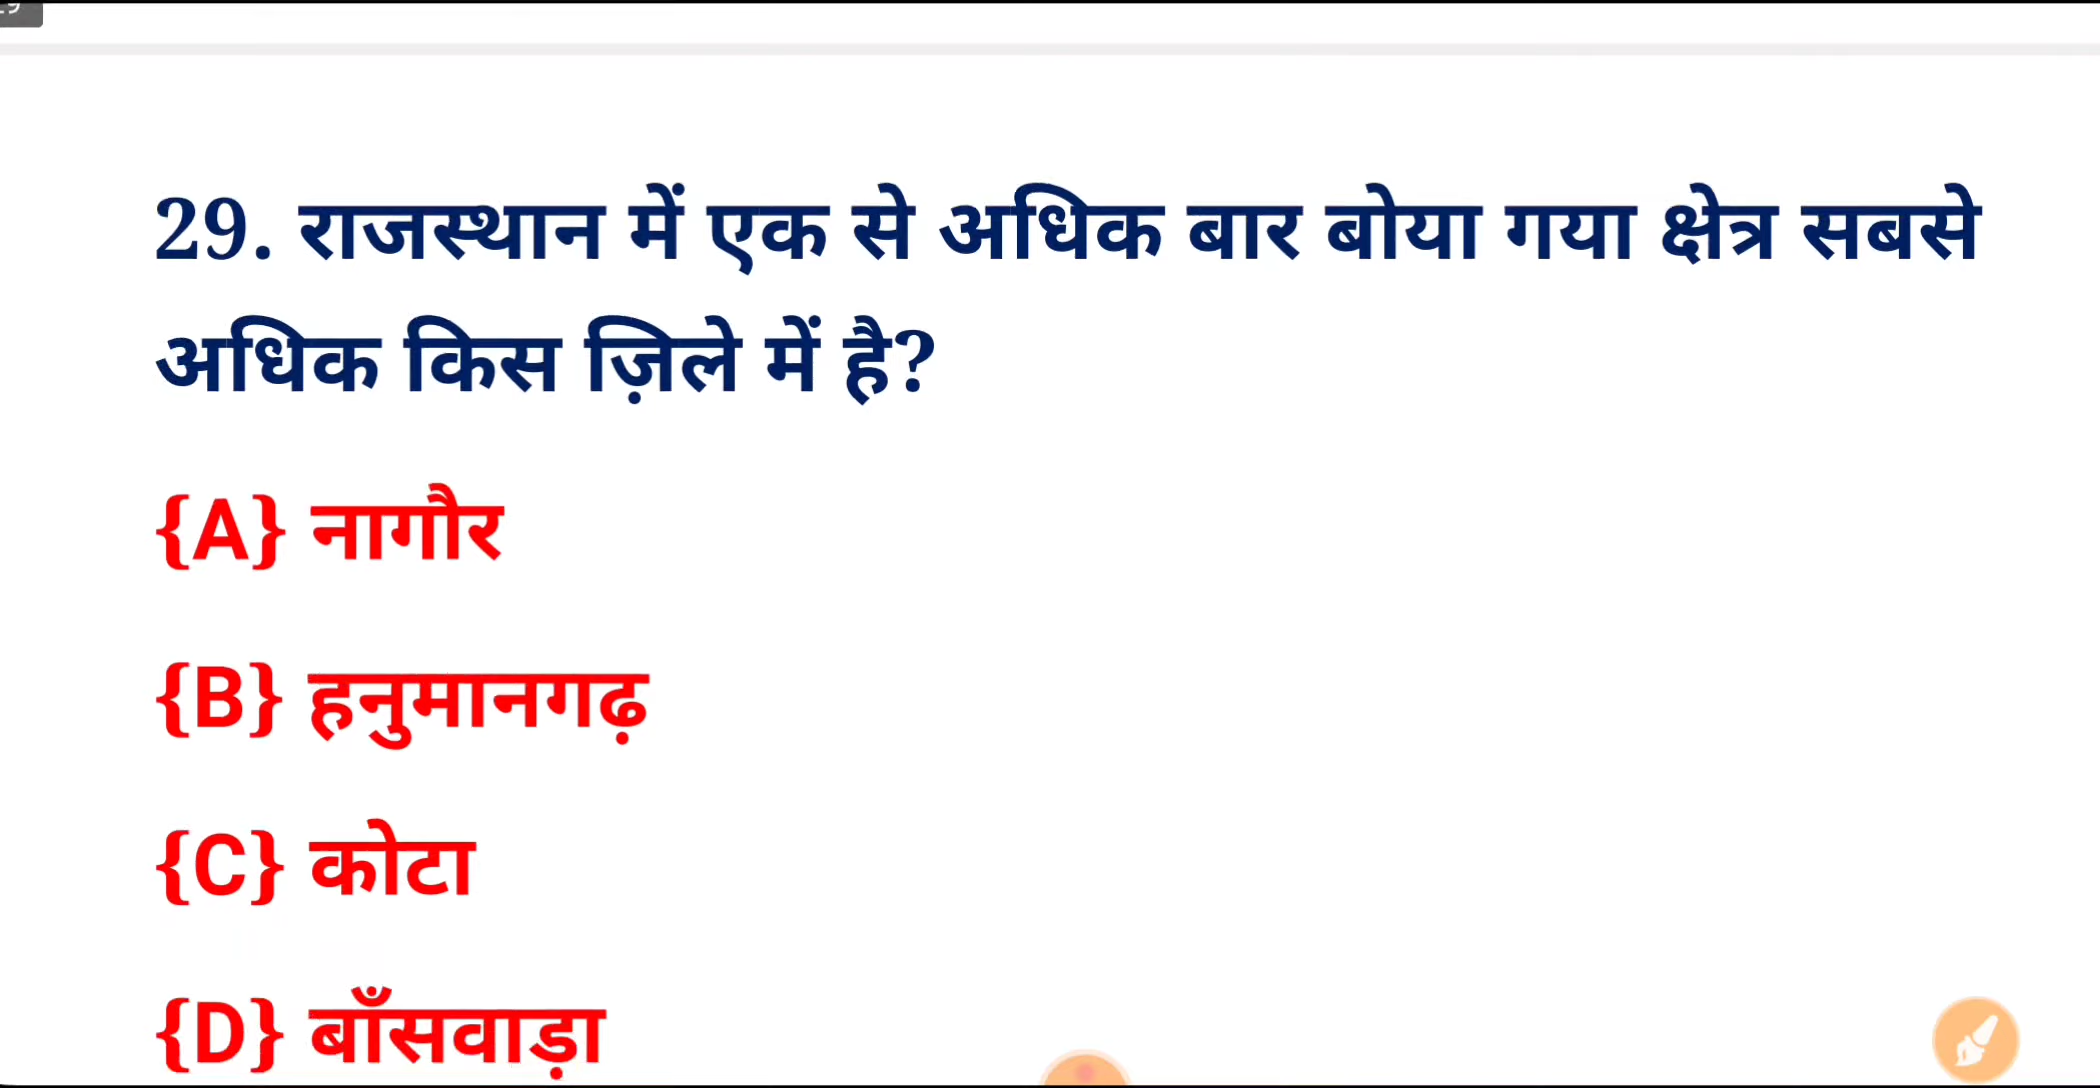 29. राजस्थान में एक से अधिक बार बोया गया क्षेत्र सबसे
अधिक किस ज़िले में है?
{A} नागौर
{B} हनुमानगढ़
{C} कोटा
{D} बाँसवाड़ा